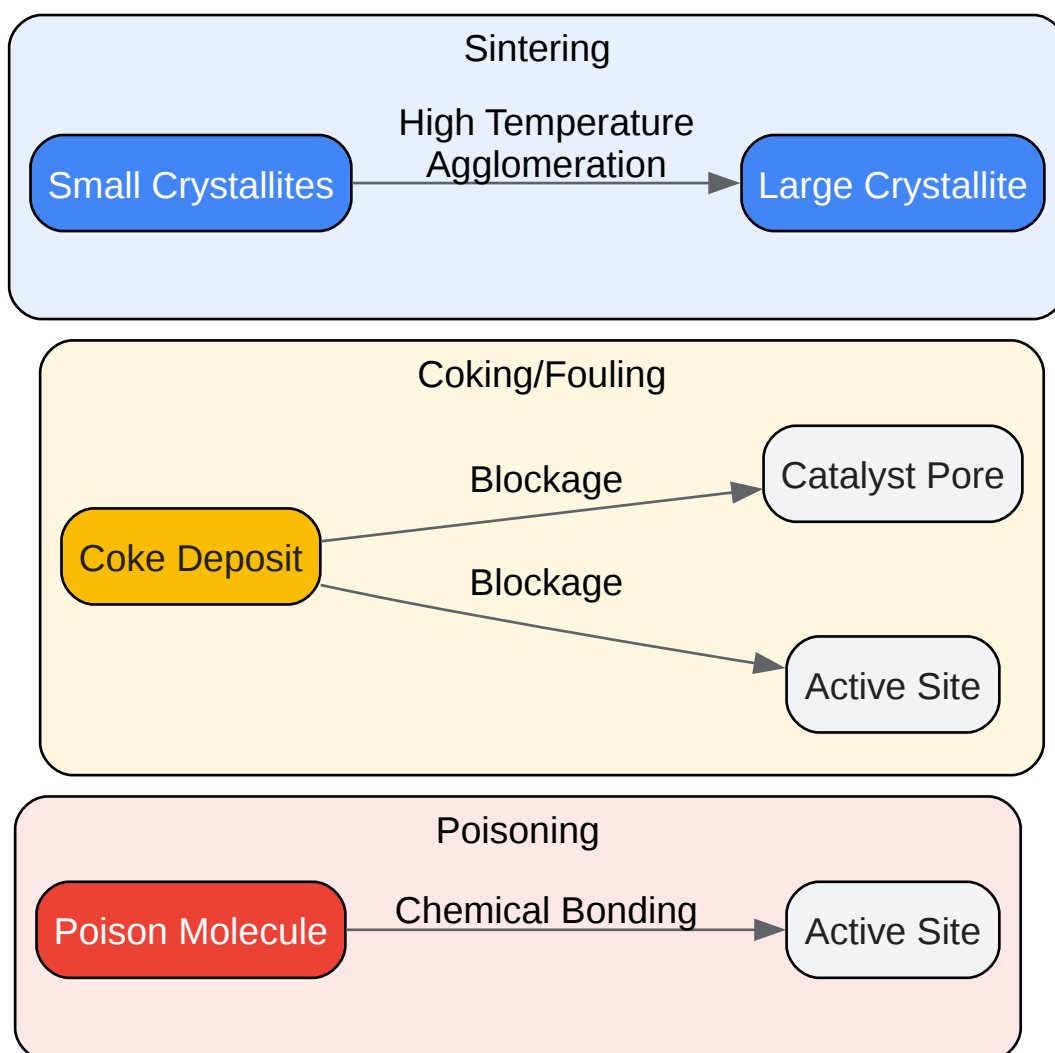 Sintering
High Temperature
Agglomeration
Small Crystallites
Large Crystallite
Coking/Fouling
Blockage
Catalyst Pore
Coke Deposit
Blockage
Active Site
Poisoning
Poison Molecule
Chemical Bonding
Active Site